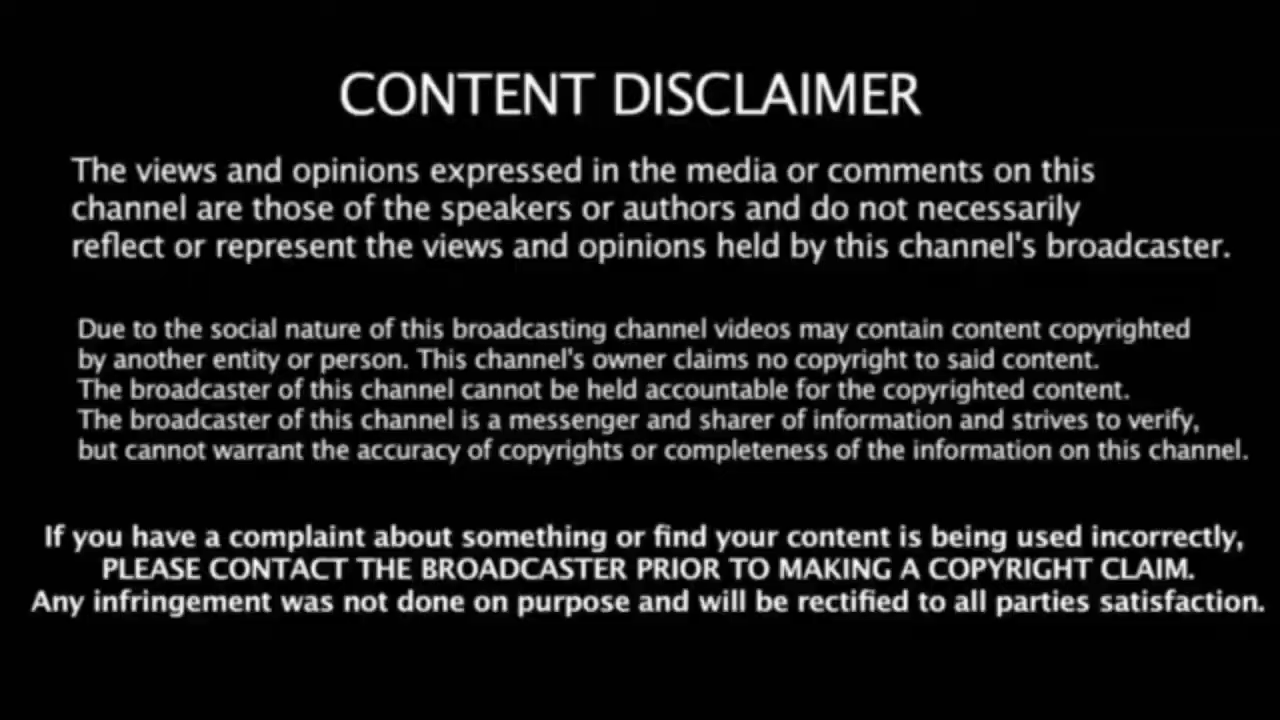 CONTENT DISCLAIMER
The views and opinions expressed in the media or comments on this
channel are those of the speakers or authors and do not necessarily
reflect or represent the views and opinions held by this channel's broadcaster.
Due to the social nature of this broadcasting channel videos may contain content copyrighted
by another entity or person. This channel's owner claims no copyright to said content.
The broadcaster of this channel cannot be held accountable for the copyrighted content.
The broadcaster of this channel is a messenger and sharer of information and strives to verify,
but cannot warrant the accuracy of copyrights or completeness of the information on this channel.
If you have a complaint about something or find your content is being used incorrectly,
PLEASE CONTACT THE BROADCASTER PRIOR TO MAKING A COPYRIGHT CLAIM.
Any infringement was not done on purpose and will be rectified to all parties satisfaction.